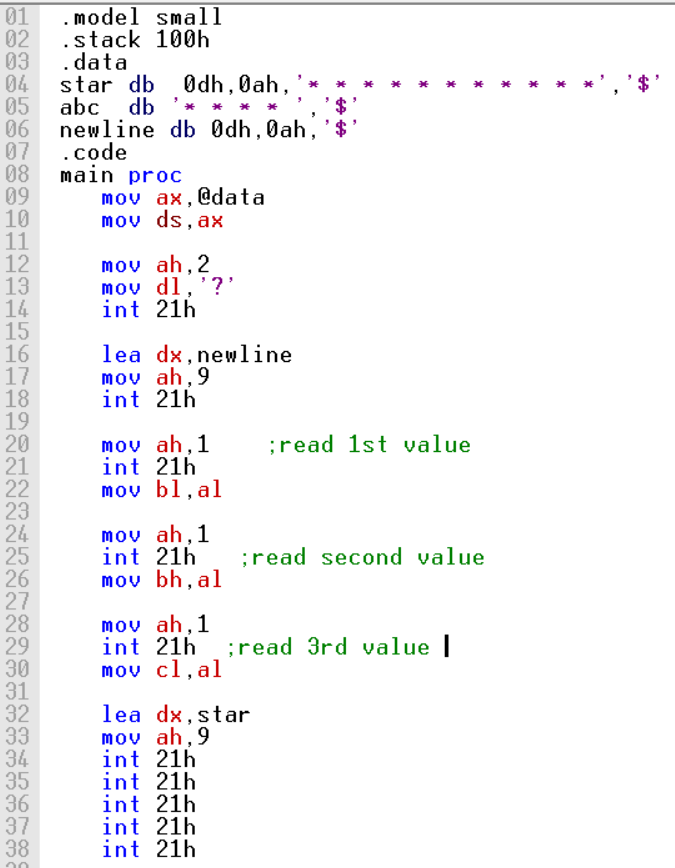 01 .model small
02 .stack 100h
03 .data
04 star db  0dh,0ah,'* * * * * * * * * * *','$'
05 abc  db '* * * * ','$'
06 newline db 0dh,0ah,'$'
07 .code
08 main proc
09    mov ax,@data
10    mov ds,ax
11
12    mov ah,2
13    mov dl,'?'
14    int 21h
15
16    lea dx,newline
17    mov ah,9
18    int 21h
19
20    mov ah,1    ;read 1st value
21    int 21h
22    mov bl,al
23
24    mov ah,1
25    int 21h   ;read second value
26    mov bh,al
27
28    mov ah,1
29    int 21h  ;read 3rd value
30    mov cl,al
31
32    lea dx,star
33    mov ah,9
34    int 21h
35    int 21h
36    int 21h
37    int 21h
38    int 21h